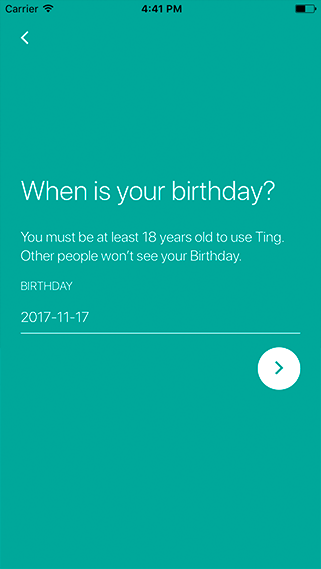 Carrier 4:41 PM
When is your birthday?
You must be at least 18 years old to use Ting.
Other people won’t see your Birthday.
BIRTHDAY
2017-11-17